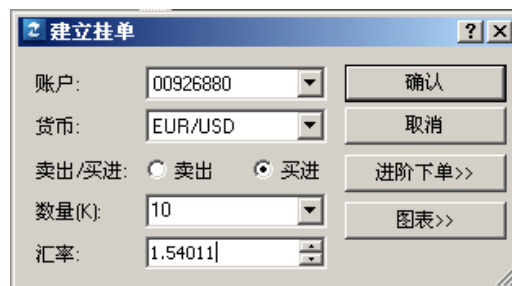 建立挂单
账户: 00926880 确认
货币: EUR/USD 取消
卖出/买进: 卖出 买进 进阶下单>>
数量(K): 10 图表>>
汇率: 1.54011